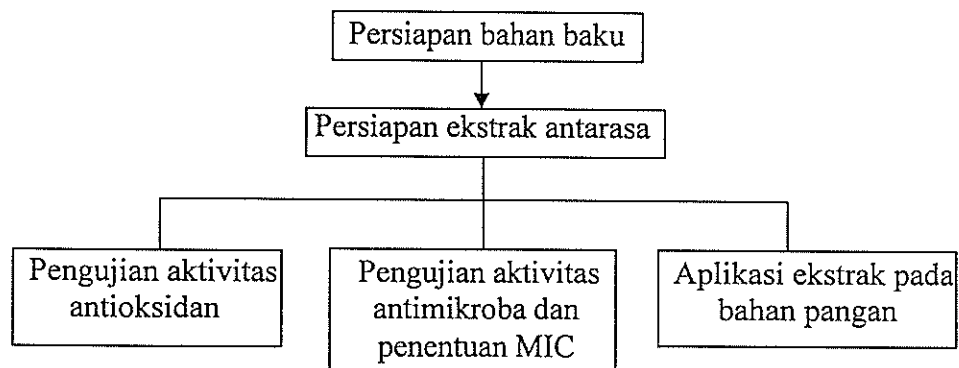 Persiapan bahan baku
Persiapan ekstrak antarasa
Pengujian aktivitas
antioksidan
Pengujian aktivitas
antimikroba dan
penentuan MIC
Aplikasi ekstrak pada
bahan pangan